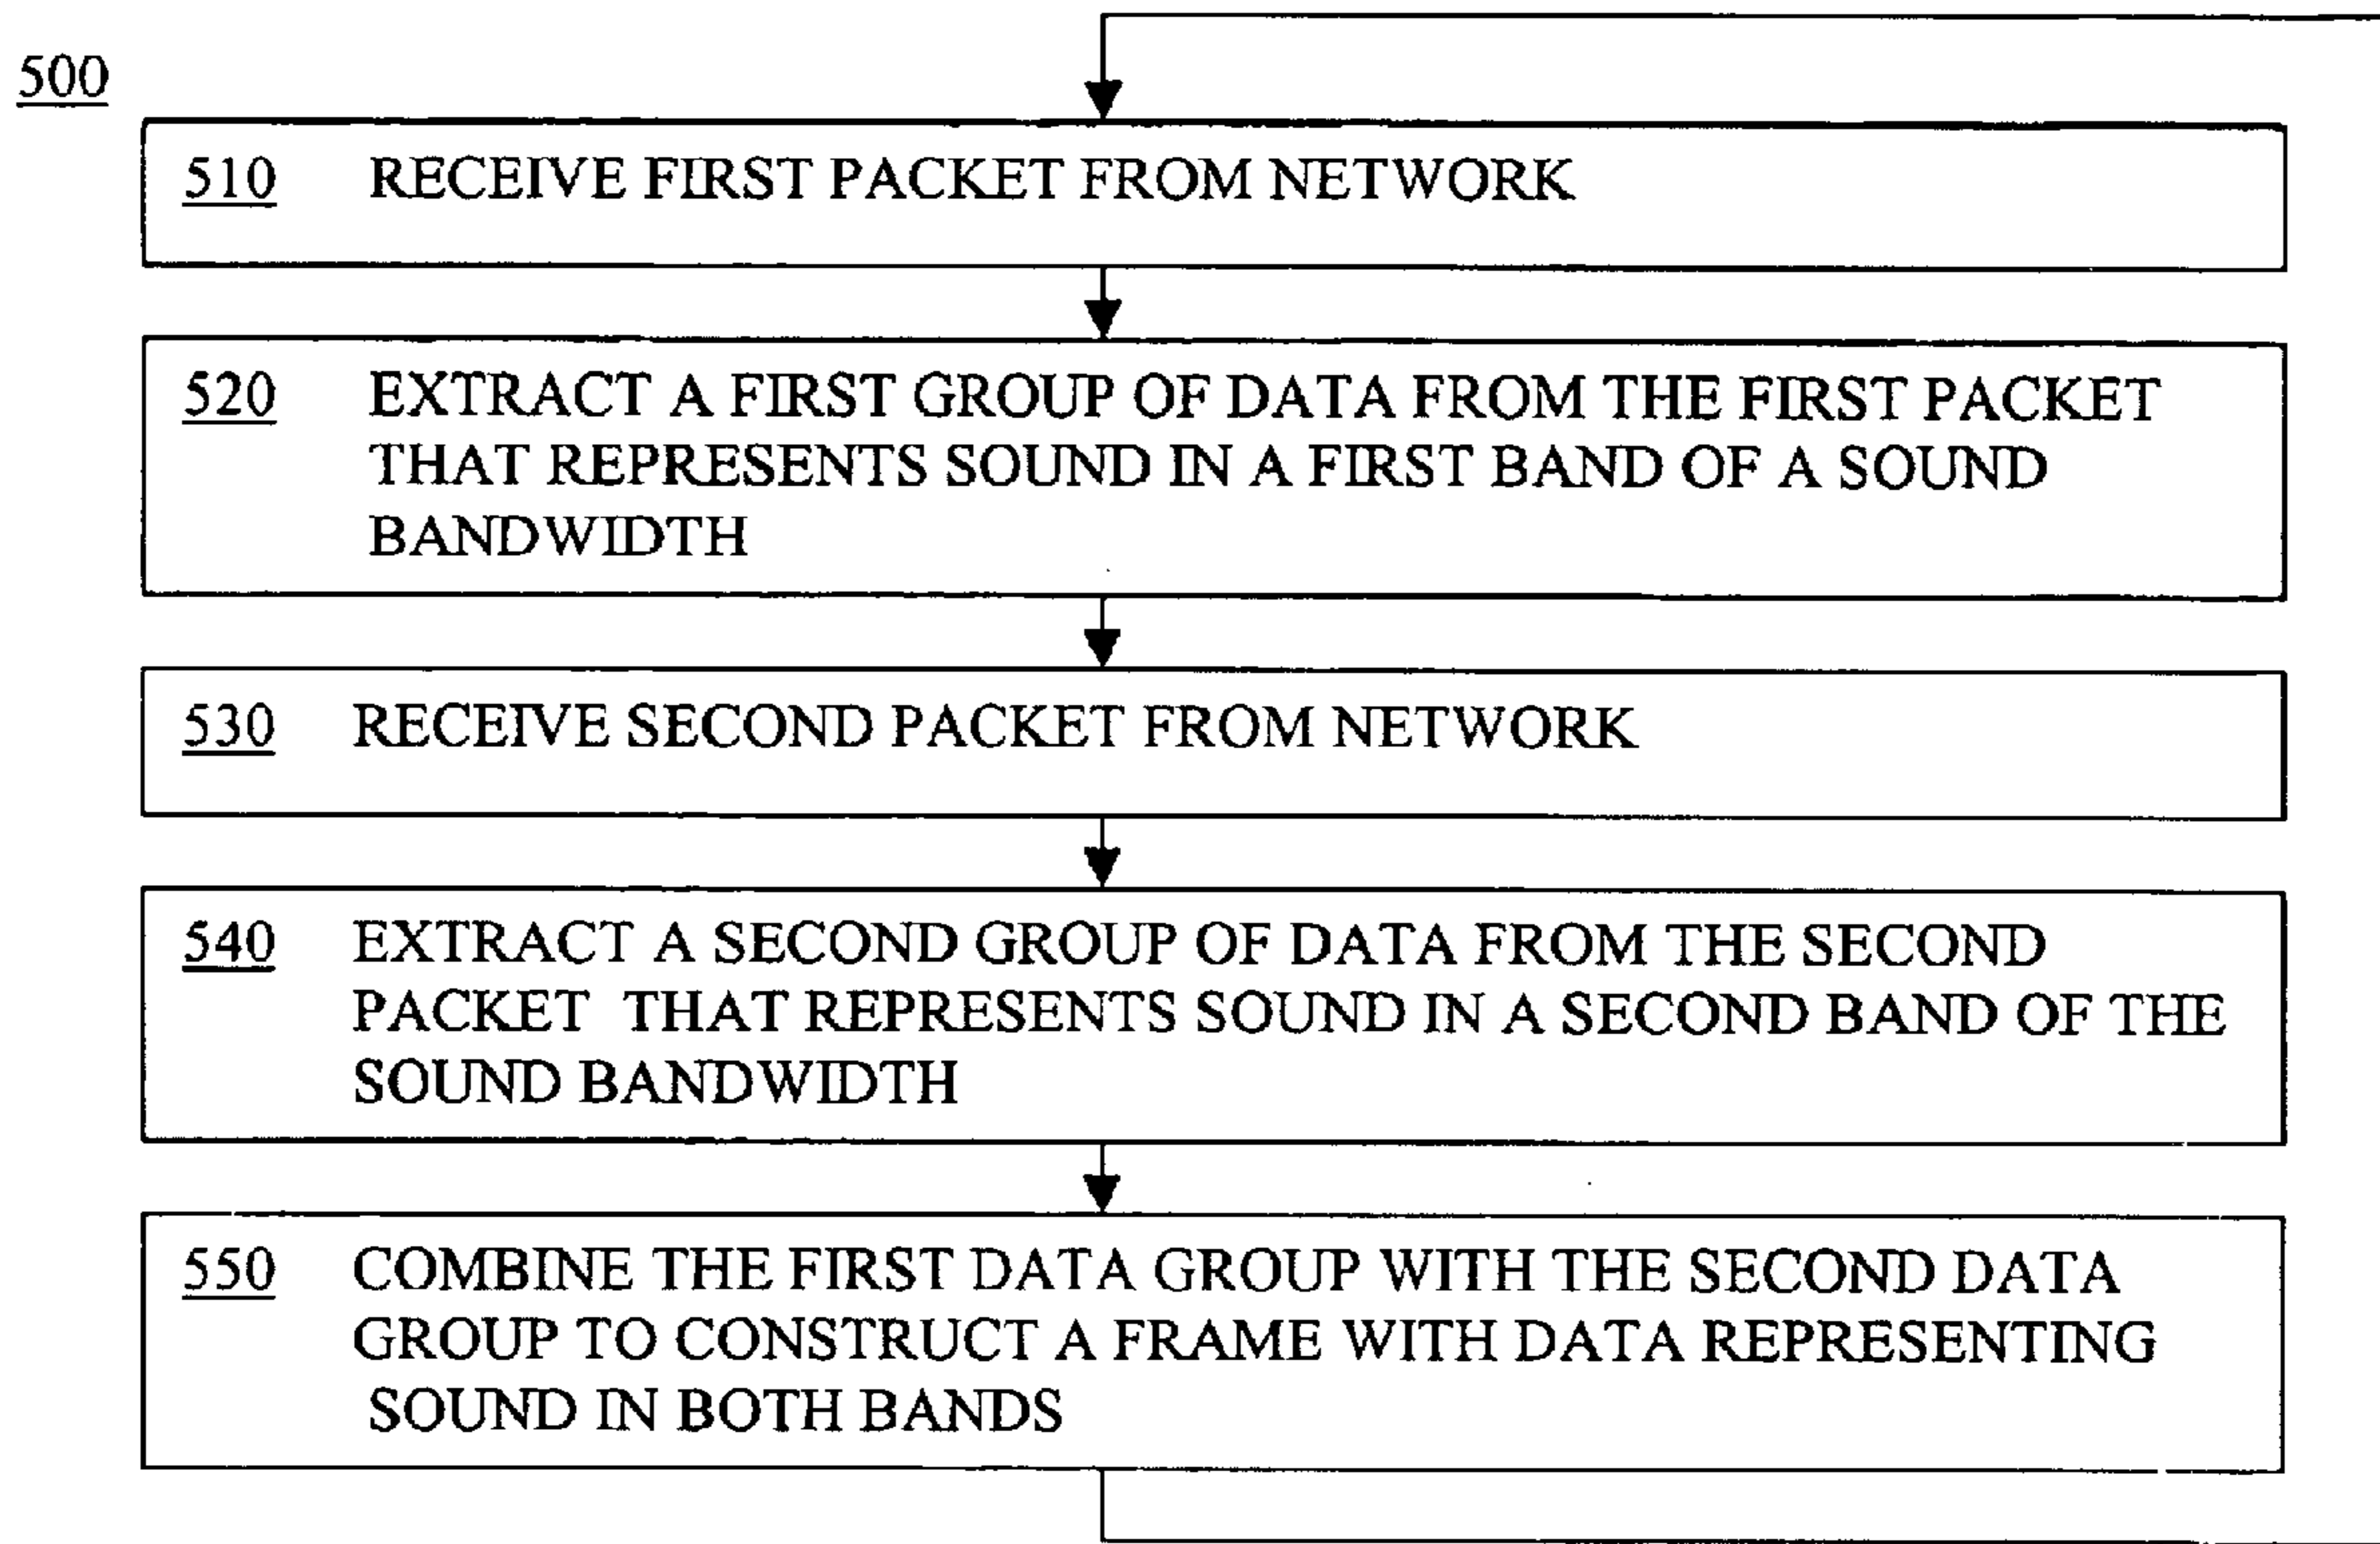 500
510 RECEIVE FIRST PACKET FROM NETWORK
520 EXTRACT A FIRST GROUP OF DATA FROM THE FIRST PACKET
THAT REPRESENTS SOUND IN A FIRST BAND OF A SOUND
BANDWIDTH
530 RECEIVE SECOND PACKET FROM NETWORK
540 EXTRACT A SECOND GROUP OF DATA FROM THE SECOND
PACKET THAT REPRESENTS SOUND IN A SECOND BAND OF THE
SOUND BANDWIDTH
550 COMBINE THE FIRST DATA GROUP WITH THE SECOND DATA
GROUP TO CONSTRUCT A FRAME WITH DATA REPRESENTING
SOUND IN BOTH BANDS